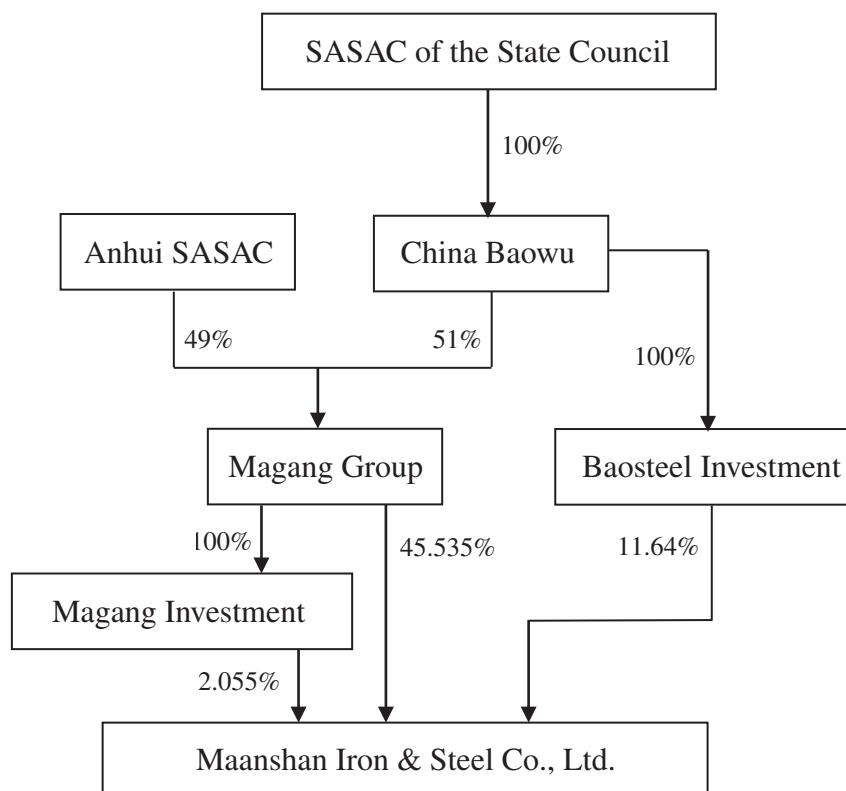 SASAC of the State Council
100%
Anhui SASAC
China Baowu
49%
51%
100%
Magang Group
Baosteel Investment
100%
45.535%
11.64%
Magang Investment
2.055%
Maanshan Iron & Steel Co., Ltd.